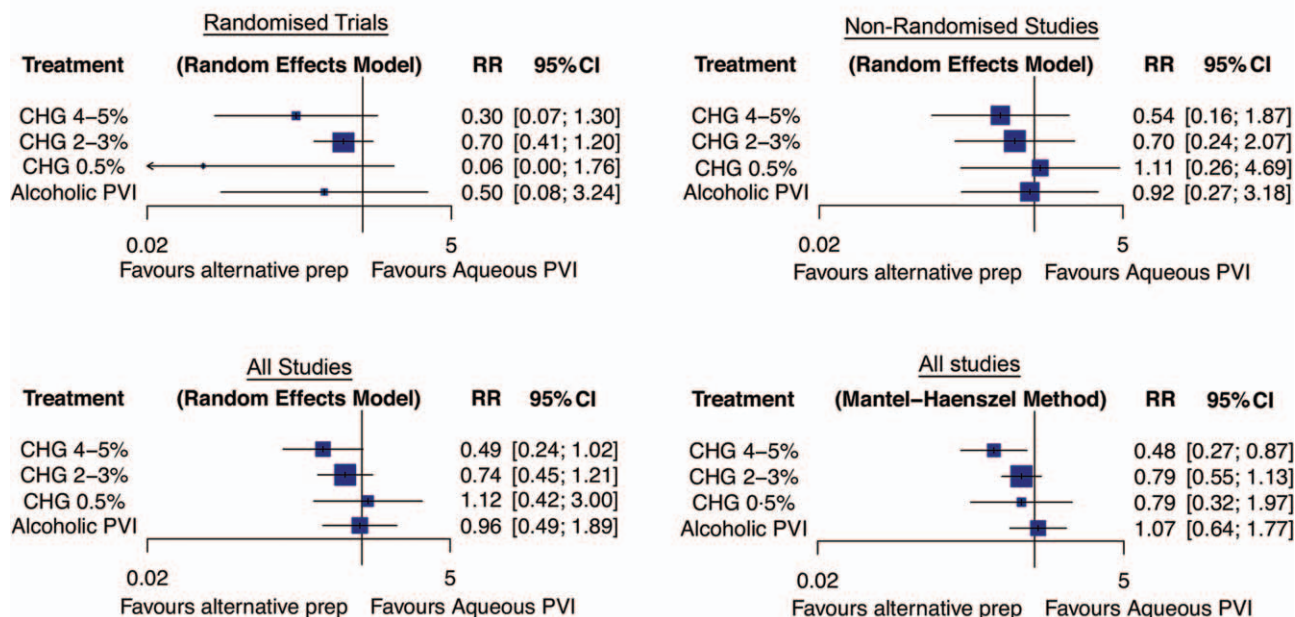 Randomised Trials
Treatment (Random Effects Model) RR 95% CI
CHG 4–5% 0.30 [0.07; 1.30]
CHG 2–3% 0.70 [0.41; 1.20]
CHG 0.5% 0.06 [0.00; 1.76]
Alcoholic PVI 0.50 [0.08; 3.24]
0.02 5
Favours alternative prep Favours Aqueous PVI
Non-Randomised Studies
Treatment (Random Effects Model) RR 95% CI
CHG 4–5% 0.54 [0.16; 1.87]
CHG 2–3% 0.70 [0.24; 2.07]
CHG 0.5% 1.11 [0.26; 4.69]
Alcoholic PVI 0.92 [0.27; 3.18]
0.02 5
Favours alternative prep Favours Aqueous PVI
All Studies
Treatment (Random Effects Model) RR 95% CI
CHG 4–5% 0.49 [0.24; 1.02]
CHG 2–3% 0.74 [0.45; 1.21]
CHG 0.5% 1.12 [0.42; 3.00]
Alcoholic PVI 0.96 [0.49; 1.89]
0.02 5
Favours alternative prep Favours Aqueous PVI
All studies
Treatment (Mantel–Haenszel Method) RR 95% CI
CHG 4–5% 0.48 [0.27; 0.87]
CHG 2–3% 0.79 [0.55; 1.13]
CHG 0·5% 0.79 [0.32; 1.97]
Alcoholic PVI 1.07 [0.64; 1.77]
0.02 5
Favours alternative prep Favours Aqueous PVI